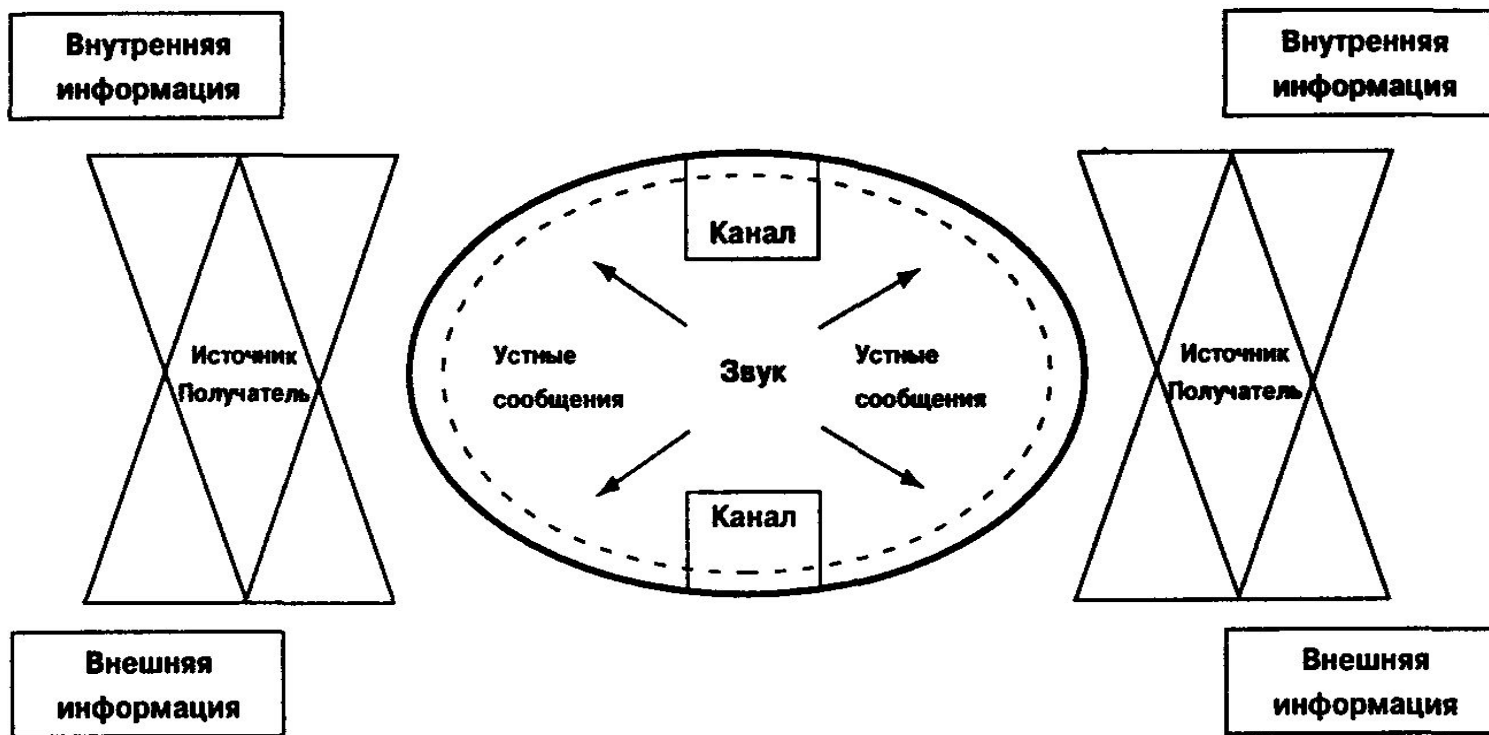 Внутренняя
информация
Внутренняя
информация
Канал
Источник
Получатель
Устные
сообщения
Звук
Устные
сообщения
Источник
Получатель
Канал
Внешняя
информация
Внешняя
информация